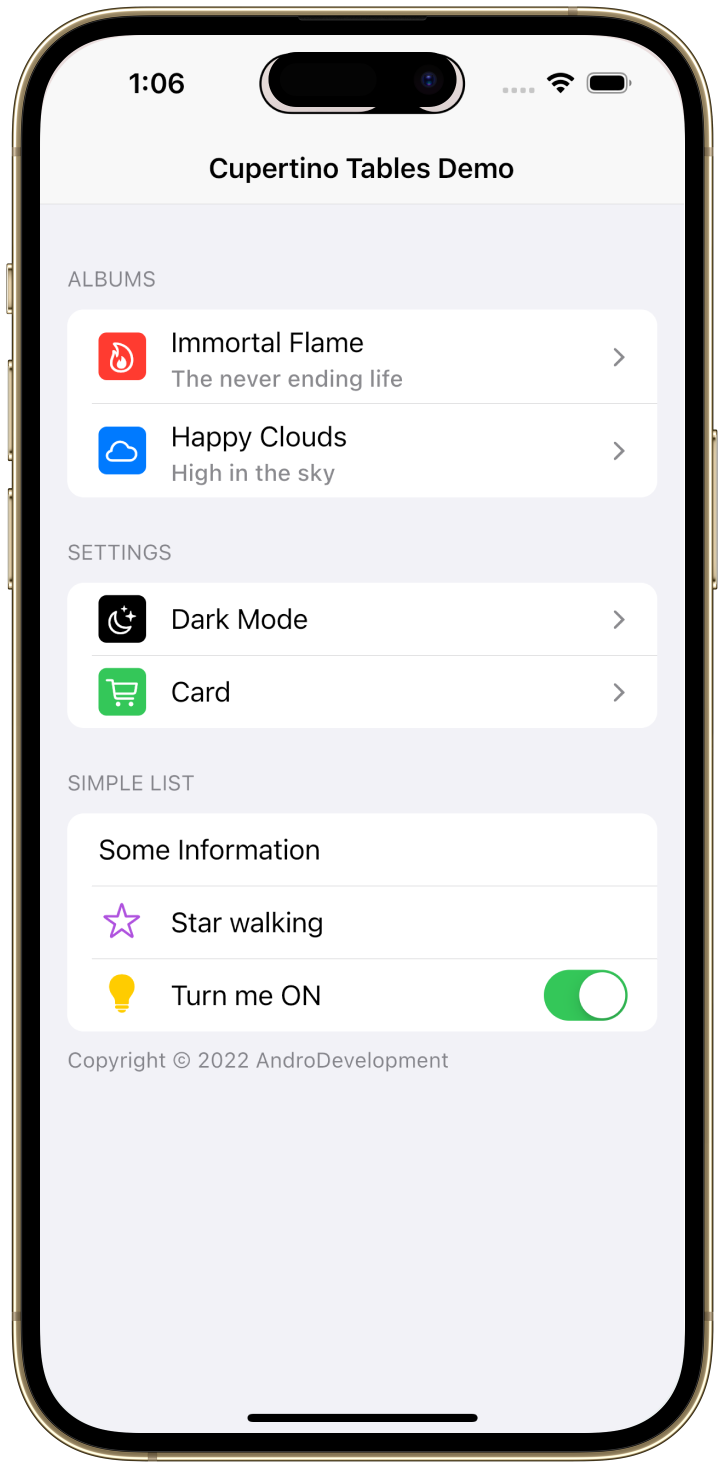 1:06
Cupertino Tables Demo
ALBUMS
Immortal Flame
The never ending life
Happy Clouds
High in the sky
SETTINGS
Dark Mode
Card
SIMPLE LIST
Some Information
Star walking
Turn me ON
Copyright © 2022 AndroDevelopment